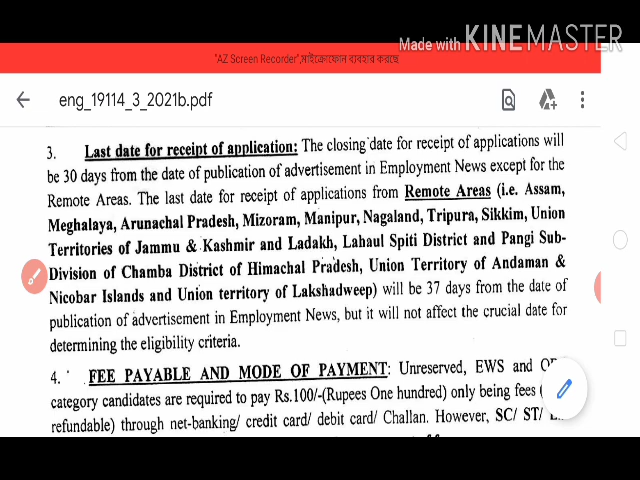 Made with KINEMASTER
"AZ Screen Recorder",মাইক্রোফোন ব্যবহার করছে
eng_19114_3_2021b.pdf
3. Last date for receipt of application: The closing date for receipt of applications will
be 30 days from the date of publication of advertisement in Employment News except for the
Remote Areas. The last date for receipt of applications from Remote Areas (i.e. Assam,
Meghalaya, Arunachal Pradesh, Mizoram, Manipur, Nagaland, Tripura, Sikkim, Union
Territories of Jammu & Kashmir and Ladakh, Lahaul Spiti District and Pangi Sub-
Division of Chamba District of Himachal Pradesh, Union Territory of Andaman &
Nicobar Islands and Union territory of Lakshadweep) will be 37 days from the date of
publication of advertisement in Employment News, but it will not affect the crucial date for
determining the eligibility criteria.
4. FEE PAYABLE AND MODE OF PAYMENT: Unreserved, EWS and
category candidates are required to pay Rs.100/-(Rupees One hundred) only being fees (
refundable) through net-banking/ credit card/ debit card/ Challan. However, SC/ ST/